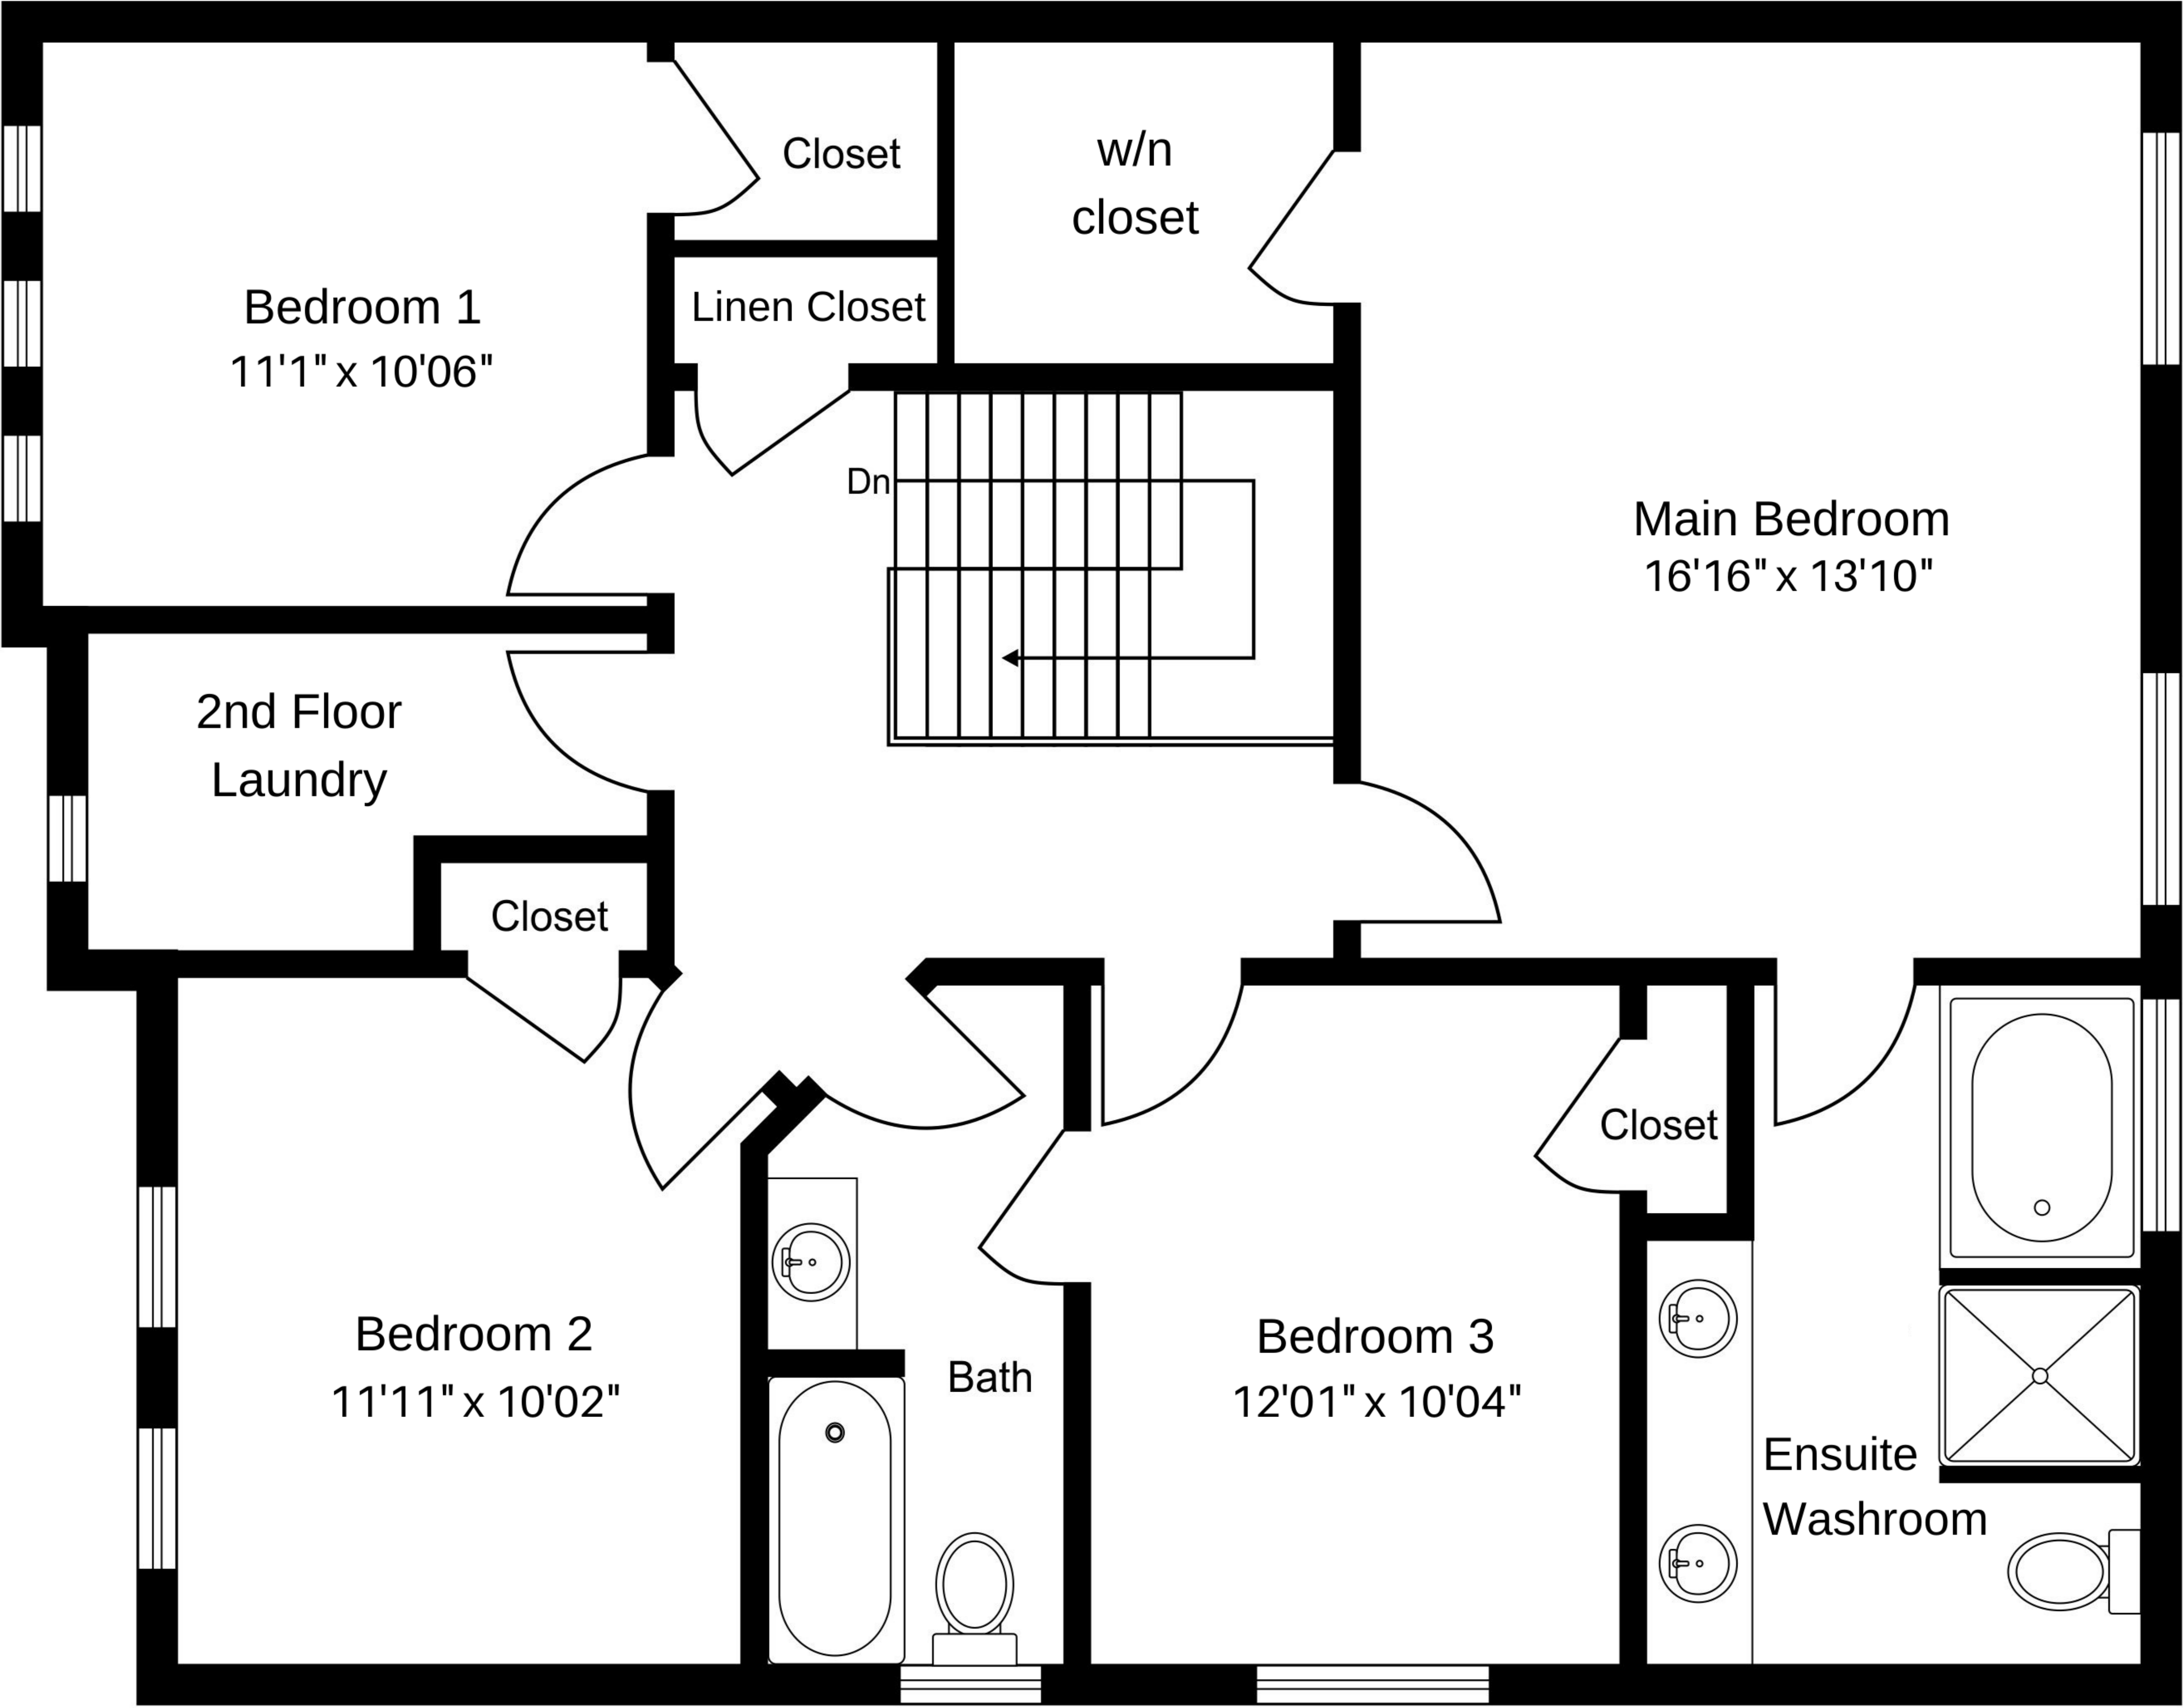 Closet
w/n
closet
Bedroom 1
11'1" x 10'06"
Linen Closet
Dn
Main Bedroom
16'16" x 13'10"
2nd Floor
Laundry
Closet
Closet
Bedroom 2
11'11" x 10'02"
Bath
Bedroom 3
12'01" x 10'04"
Ensuite
Washroom